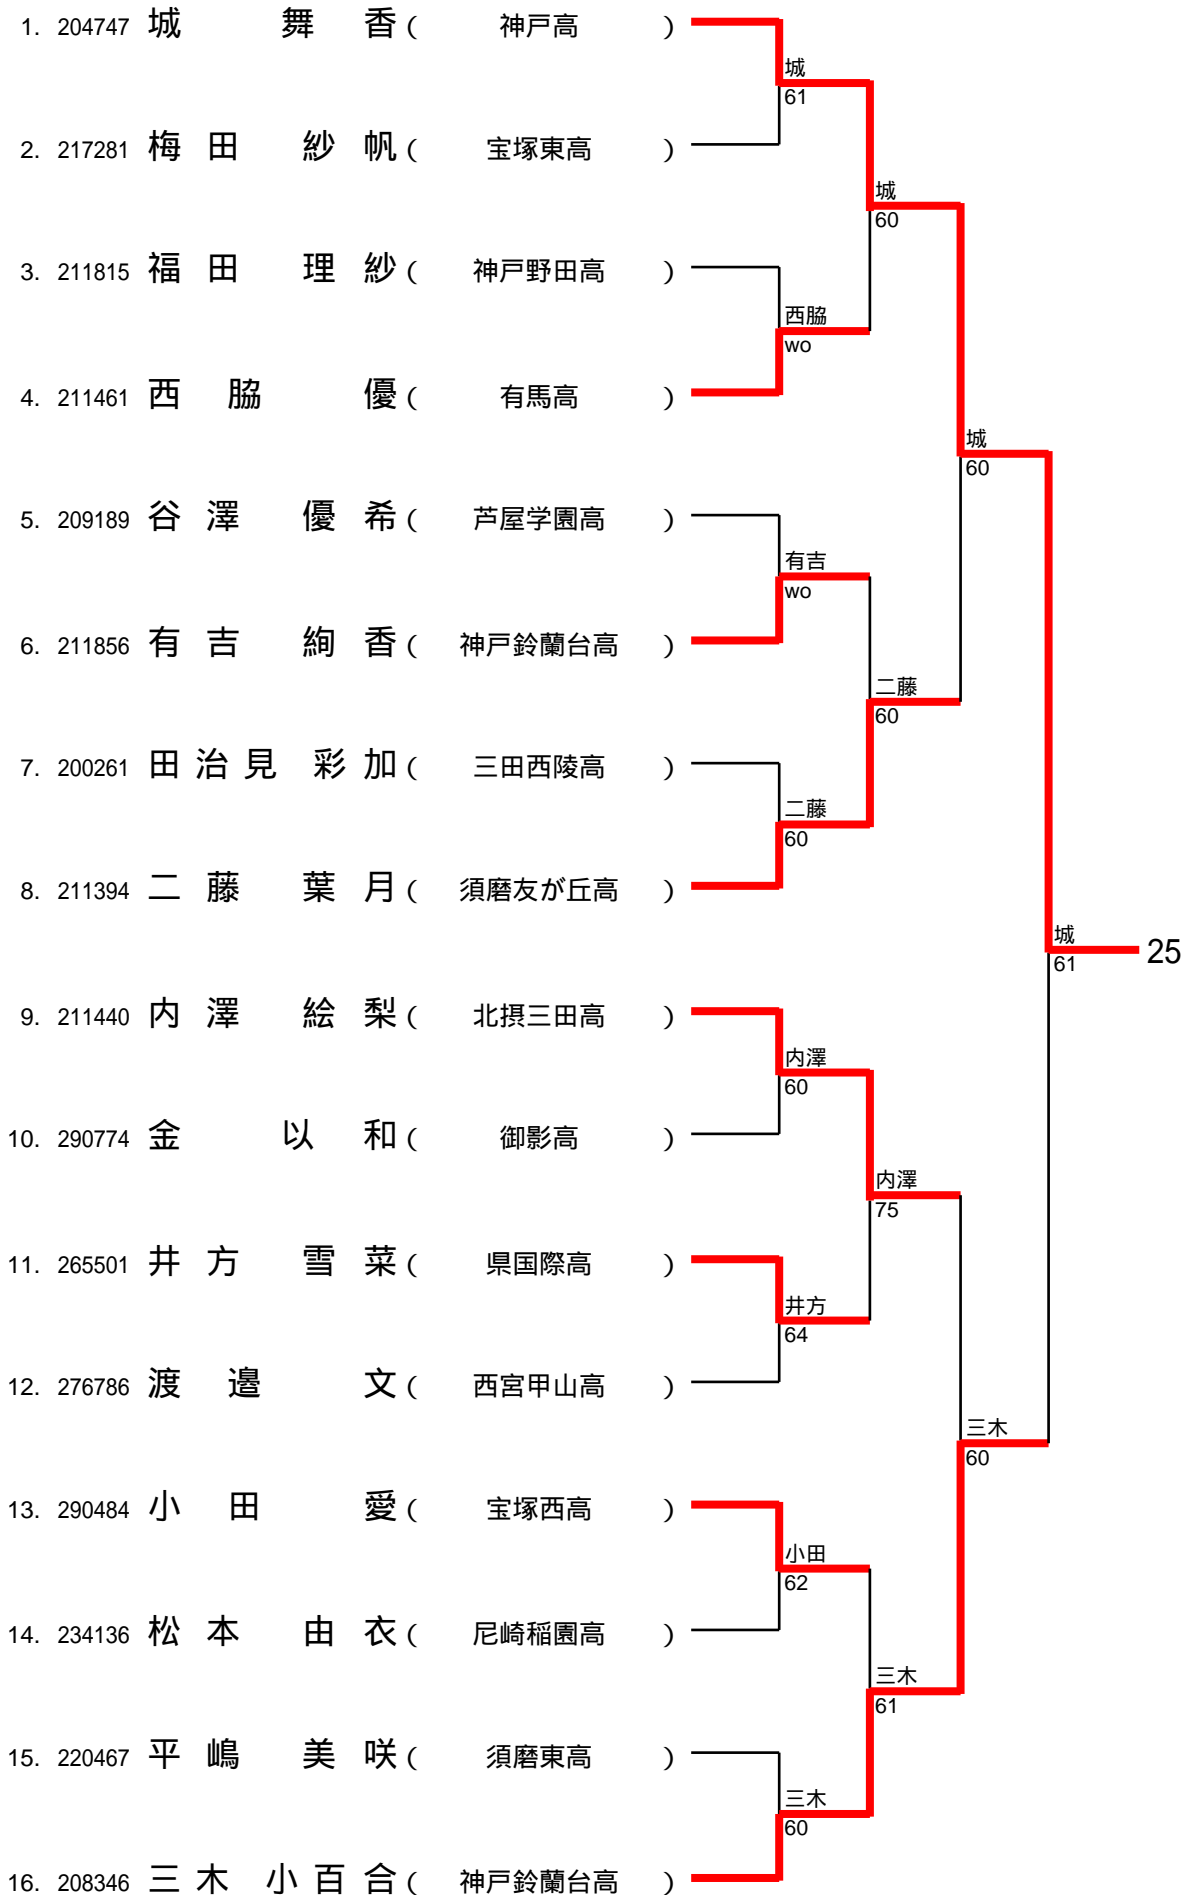 1. 204747 城 舞 香 ( 神戸高 )
城
61
2. 217281 梅 田 紗 帆 ( 宝塚東高 )
城
60
3. 211815 福 田 理 紗 ( 神戸野田高 )
西脇
wo
4. 211461 西 脇 優 ( 有馬高 )
城
60
5. 209189 谷 澤 優 希 ( 芦屋学園高 )
有吉
wo
6. 211856 有 吉 絢 香 ( 神戸鈴蘭台高 )
二藤
60
7. 200261 田 治 見 彩 加 ( 三田西陵高 )
二藤
60
8. 211394 二 藤 葉 月 ( 須磨友が丘高 )
城
61
25
9. 211440 内 澤 絵 梨 ( 北摂三田高 )
内澤
60
10. 290774 金 以 和 ( 御影高 )
内澤
75
11. 265501 井 方 雪 菜 ( 県国際高 )
井方
64
12. 276786 渡 邉 文 ( 西宮甲山高 )
三木
60
13. 290484 小 田 愛 ( 宝塚西高 )
小田
62
14. 234136 松 本 由 衣 ( 尼崎稲園高 )
三木
61
15. 220467 平 嶋 美 咲 ( 須磨東高 )
三木
60
16. 208346 三 木 小 百 合 ( 神戸鈴蘭台高 )